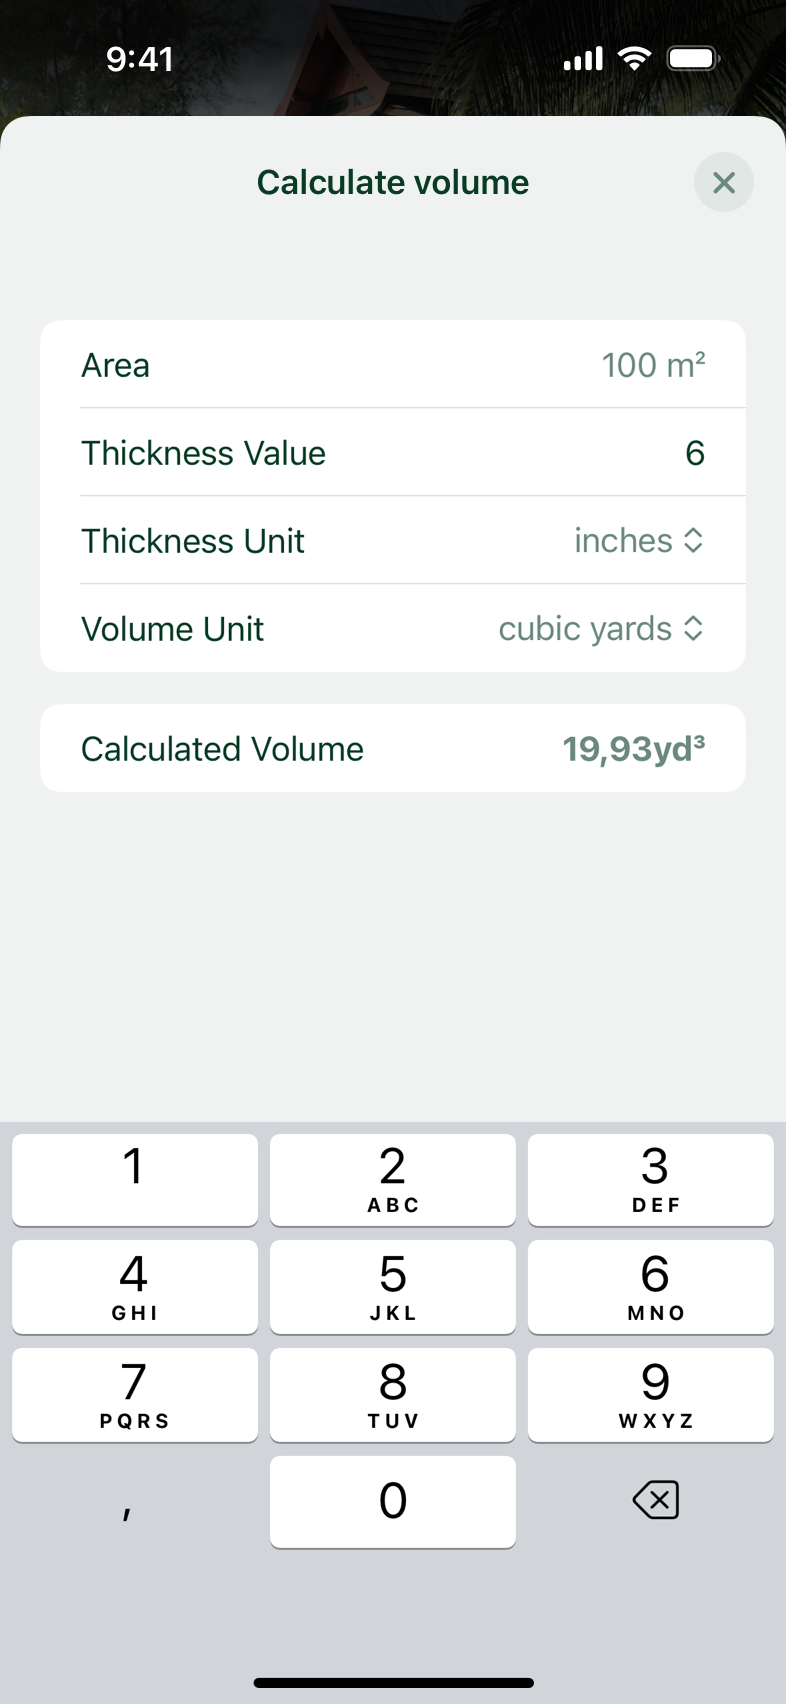 9:41
Calculate volume
Area 100 m²
Thickness Value 6
Thickness Unit inches
Volume Unit cubic yards
Calculated Volume 19,93yd³
1 2 3
ABC DEF
4 5 6
GHI JKL MNO
7 8 9
PQRS TUV WXYZ
, 0